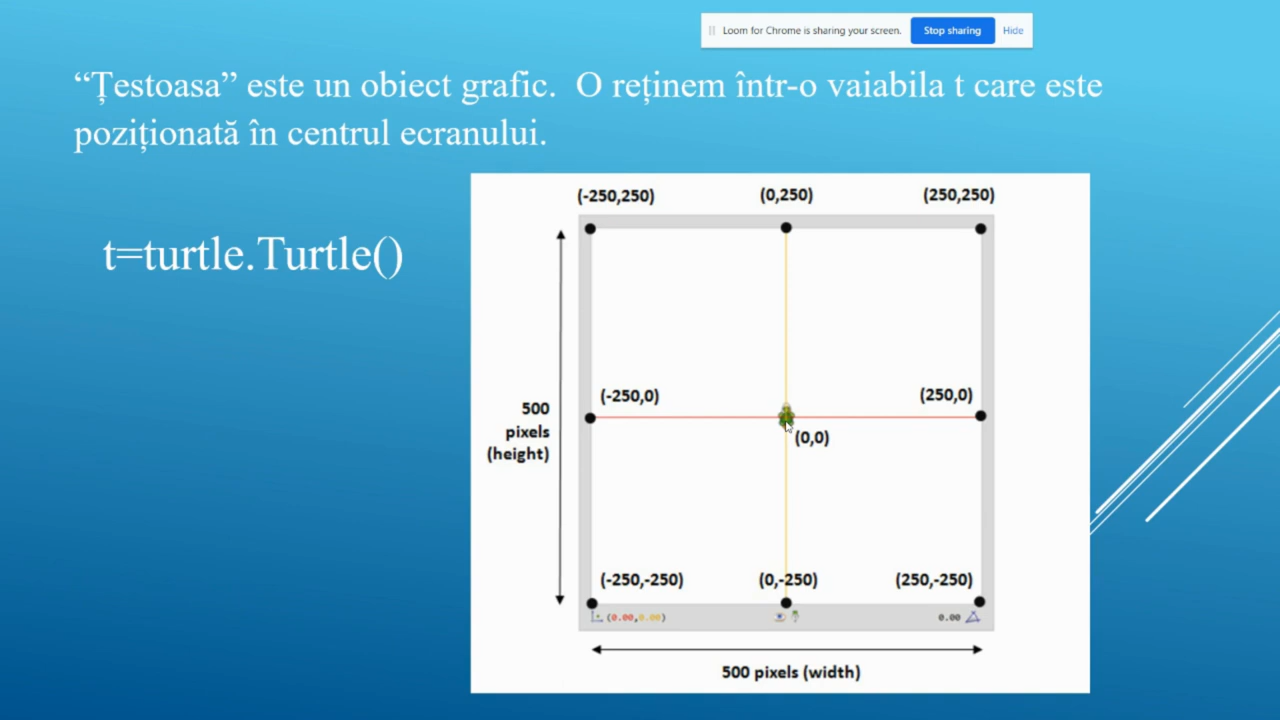 Loom for Chrome is sharing your screen. Stop sharing Hide
“Țestoasa” este un obiect grafic. O reținem într-o vaiabila t care este
poziționată în centrul ecranului.
t=turtle.Turtle()
(-250,250) (0,250) (250,250)
(-250,0) (250,0)
500
pixels
(height)
(0,0)
(-250,-250) (0,-250) (250,-250)
(0.00,0.00) 0.00
500 pixels (width)